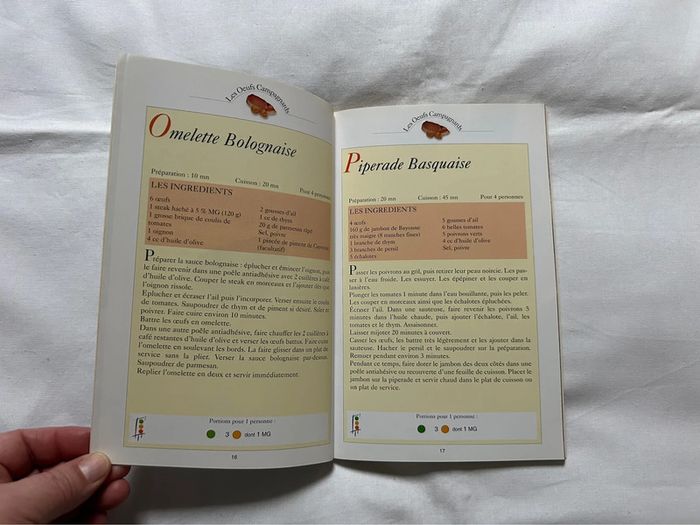 Les Oeufs Campagnards
Omelette Bolognaise
Préparation : 10 mn
Cuisson : 20 mn
Pour 4 personnes
LES INGREDIENTS
6 œufs
1 steak haché à 5 % MG (120 g)
1 grosse brique de coulis de
tomates
1 oignon
4 ce d'huile d'olive
2 gousses d'ail
1 ce de thym
20 g de parmesan râpé
Sel, poivre
1 pincée de piment de Cayenne
(facultatif)
Préparer la sauce bolognaise : éplucher et émincer l'oignon, puis
le faire revenir dans une poêle antiadhésive avec 2 cuillères à café
d'huile d'olive. Couper le steak en morceaux et l'ajouter dès que
l'oignon rissole.
Eplucher et écraser l'ail puis l'incorporer. Verser ensuite le coulis
de tomates. Saupoudrer de thym et de piment si désiré. Saler et
poivrer. Faire cuire environ 10 minutes.
Battre les œufs en omelette.
Dans une autre poêle antiadhésive, faire chauffer les 2 cuillères à
café restantes d'huile d'olive et verser les œufs battus. Faire cuire
l'omelette en soulevant les bords. La faire glisser dans un plat de
service sans la plier. Verser la sauce bolognaise par-dessus.
Saupoudrer de parmesan.
Replier l'omelette en deux et servir immédiatement.
Portions pour 1 personne :
3 dont 1 MG
16
Les Oeufs Campagnards
Piperade Basquaise
Préparation : 20 mn
Cuisson : 45 mn
Pour 4 personnes
LES INGREDIENTS
4 œufs
160 g de jambon de Bayonne
très maigre (8 tranches fines)
1 branche de thym
3 branches de persil
5 échalotes
5 gousses d'ail
6 belles tomates
5 poivrons verts
4 ce d'huile d'olive
Sel, poivre
Passer les poivrons au gril, puis retirer leur peau noircie. Les pas-
ser à l'eau froide. Les essuyer. Les épépiner et les couper en
lanières.
Plonger les tomates 1 minute dans l'eau bouillante, puis les peler.
Les couper en morceaux ainsi que les échalotes épluchées.
Ecraser l'ail. Dans une sauteuse, faire revenir les poivrons 3
minutes dans l'huile chaude, puis ajouter l'échalote, l'ail, les
tomates et le thym. Assaisonner.
Laisser mijoter 20 minutes à couvert.
Casser les œufs, les battre très légèrement et les ajouter dans la
sauteuse. Hacher le persil et le saupoudrer sur la préparation.
Remuer pendant environ 3 minutes.
Pendant ce temps, faire dorer le jambon des deux côtés dans une
poêle antiadhésive ou recouverte d'une feuille de cuisson. Placer le
jambon sur la piperade et servir chaud dans le plat de cuisson ou
un plat de service.
Portions pour 1 personne :
3 dont 1 MG
17